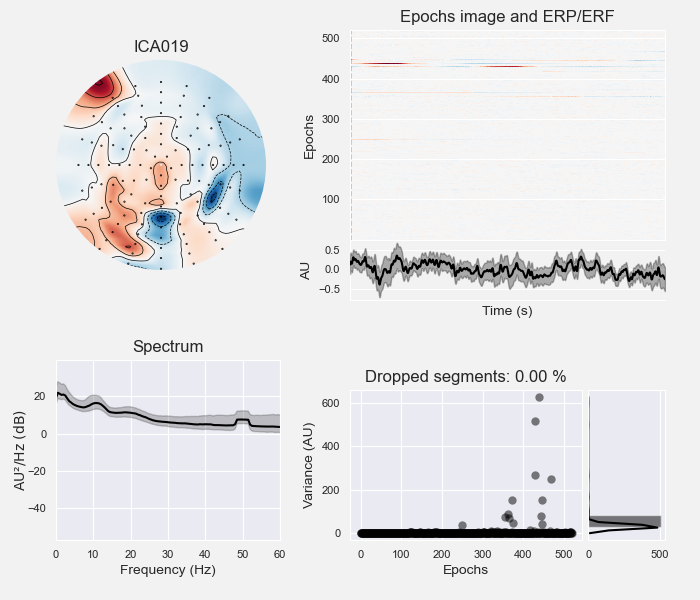 ICA019
Epochs image and ERP/ERF
500
400
300
200
100
Epochs
0.5
0.0
−0.5
AU
Time (s)
Spectrum
20
0
−20
−40
AU²/Hz (dB)
0 10 20 30 40 50 60
Frequency (Hz)
Dropped segments: 0.00 %
600
400
200
0
Variance (AU)
0 100 200 300 400 500
Epochs
0 500